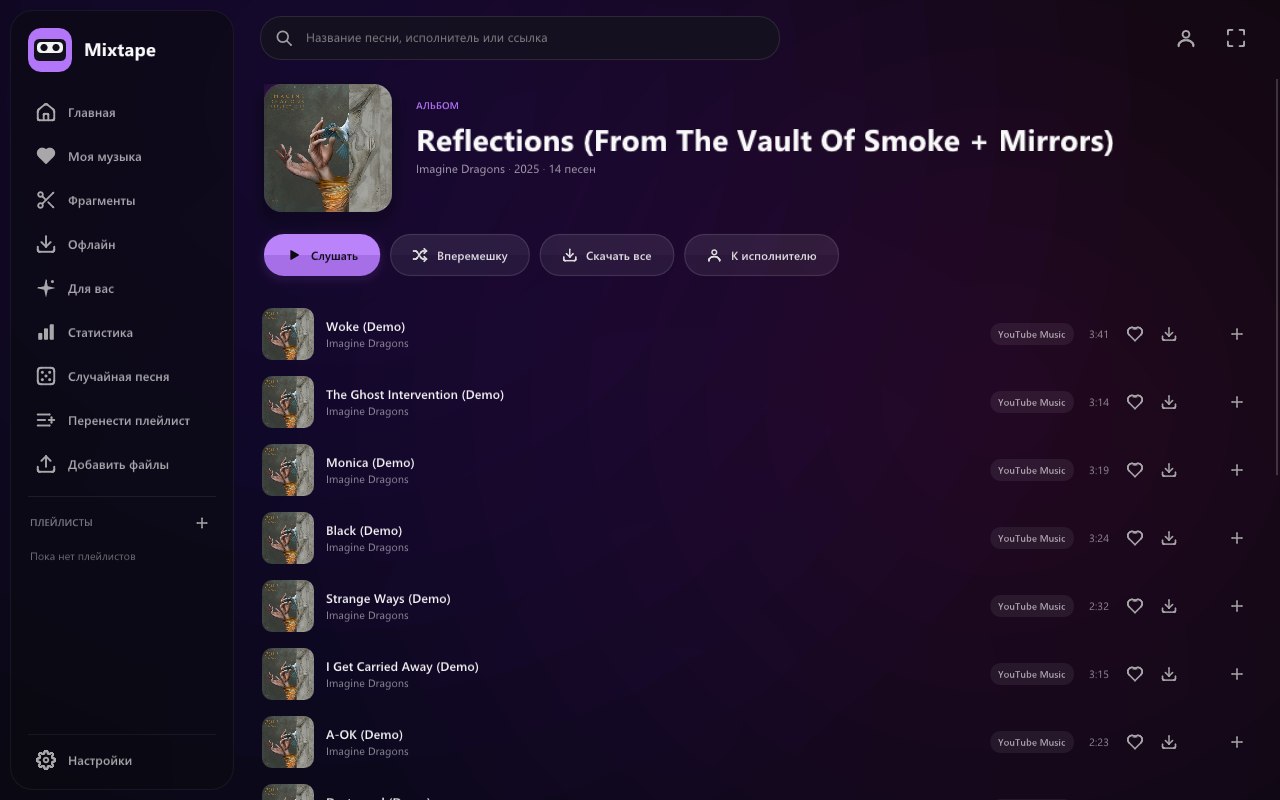 Mixtape
Название песни, исполнитель или ссылка
Главная
Моя музыка
Фрагменты
Офлайн
Для вас
Статистика
Случайная песня
Перенести плейлист
Добавить файлы
ПЛЕЙЛИСТЫ
Пока нет плейлистов
Настройки
АЛЬБОМ
Reflections (From The Vault Of Smoke + Mirrors)
Imagine Dragons · 2025 · 14 песен
Слушать
Вперемешку
Скачать все
К исполнителю
Woke (Demo)
Imagine Dragons
YouTube Music 3:41
The Ghost Intervention (Demo)
Imagine Dragons
YouTube Music 3:14
Monica (Demo)
Imagine Dragons
YouTube Music 3:19
Black (Demo)
Imagine Dragons
YouTube Music 3:24
Strange Ways (Demo)
Imagine Dragons
YouTube Music 2:32
I Get Carried Away (Demo)
Imagine Dragons
YouTube Music 3:15
A-OK (Demo)
Imagine Dragons
YouTube Music 2:23